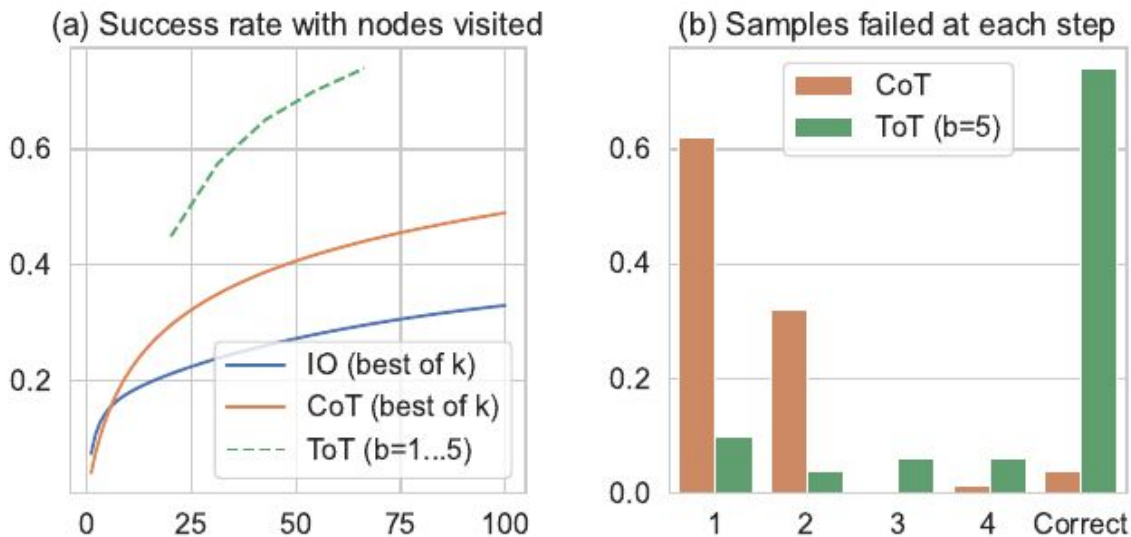 (a) Success rate with nodes visited
0.6
0.4
0.2
IO (best of k)
CoT (best of k)
ToT (b=1...5)
0 25 50 75 100
(b) Samples failed at each step
CoT
ToT (b=5)
0.6
0.4
0.2
0.0
1 2 3 4 Correct